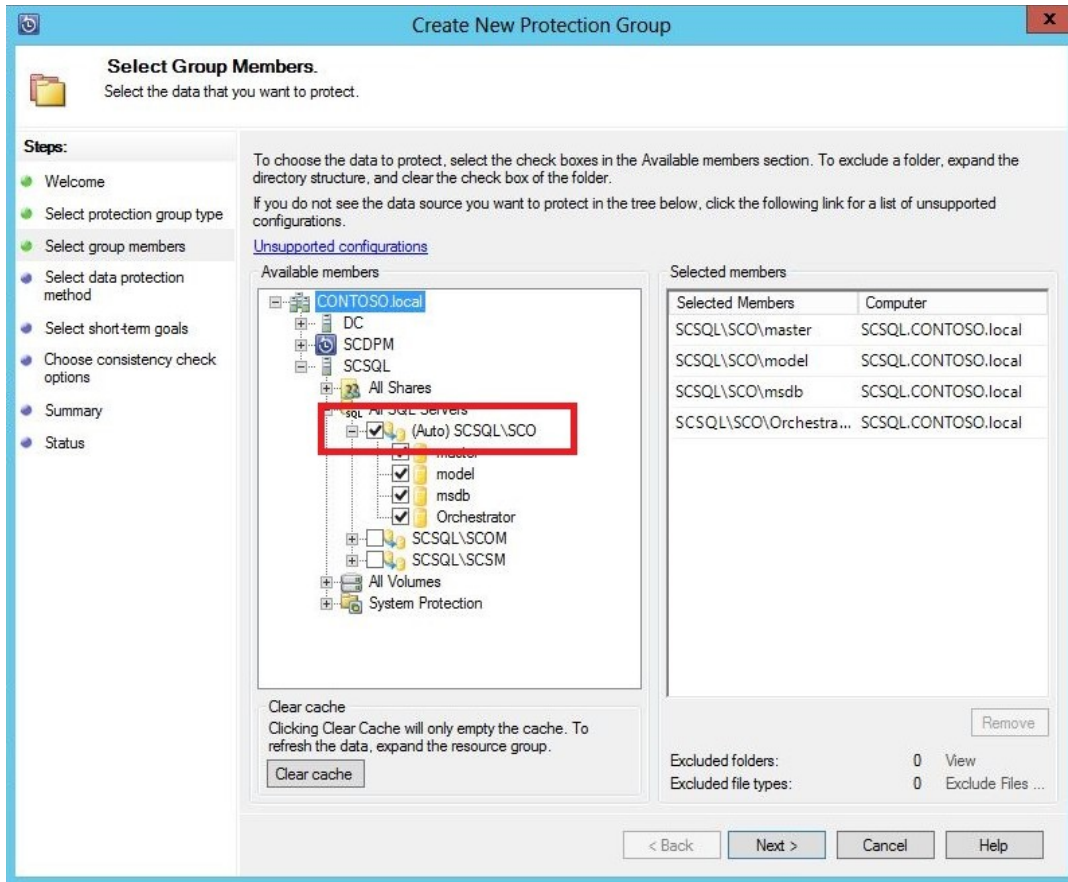 Create New Protection Group
x
Select Group Members.
Select the data that you want to protect.
Steps:
Welcome
Select protection group type
Select group members
Select data protection
method
Select short-term goals
Choose consistency check
options
Summary
Status
To choose the data to protect, select the check boxes in the Available members section. To exclude a folder, expand the
directory structure, and clear the check box of the folder.
If you do not see the data source you want to protect in the tree below, click the following link for a list of unsupported
configurations.
Unsupported configurations
Available members
CONTOSO.local
DC
SCDPM
SCSQL
All Shares
SQL All SQL Servers
(Auto) SCSQL\SCO
master
model
msdb
Orchestrator
SCSQL\SCOM
SCSQL\SCSM
All Volumes
System Protection
Clear cache
Clicking Clear Cache will only empty the cache. To
refresh the data, expand the resource group.
Clear cache
Selected members
Selected Members Computer
SCSQL\SCO\master SCSQL.CONTOSO.local
SCSQL\SCO\model SCSQL.CONTOSO.local
SCSQL\SCO\msdb SCSQL.CONTOSO.local
SCSQL\SCO\Orchestra... SCSQL.CONTOSO.local
Remove
Excluded folders: 0 View
Excluded file types: 0 Exclude Files ...
< Back Next > Cancel Help